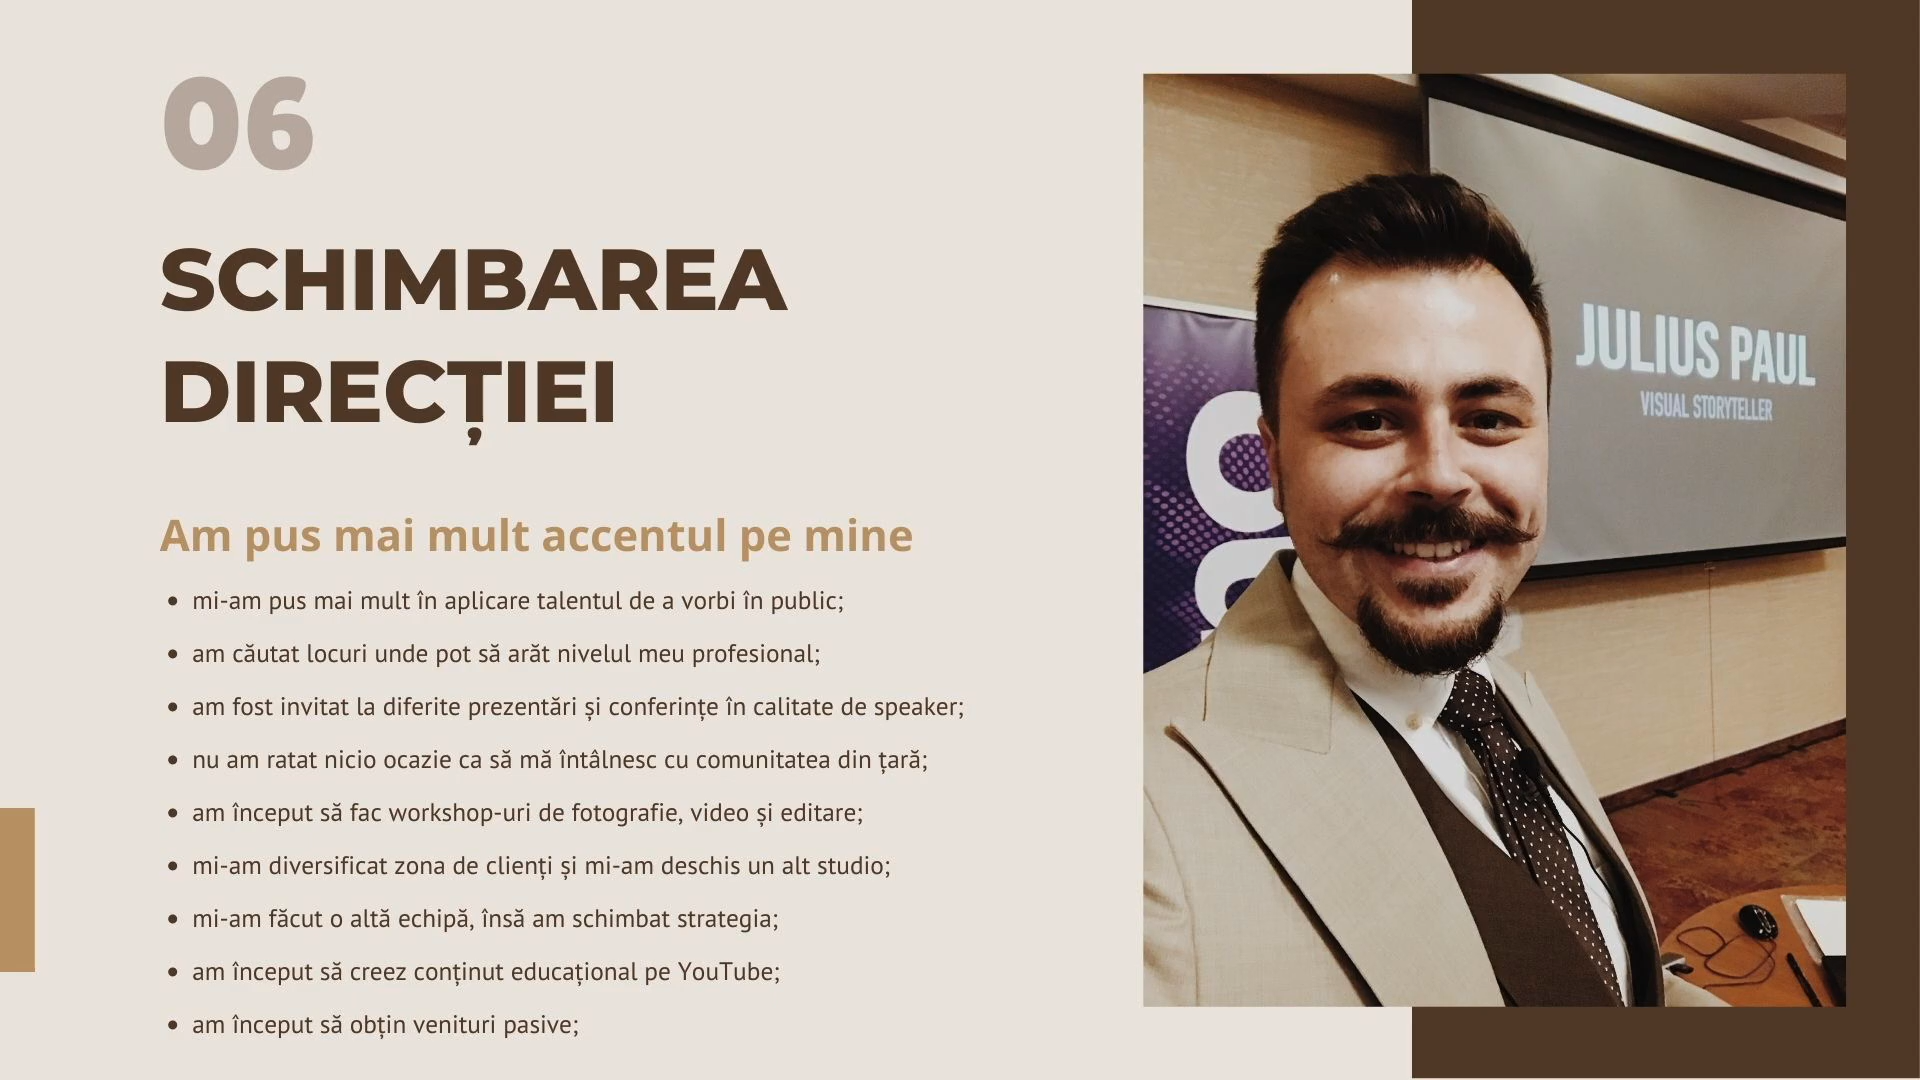 06
SCHIMBAREA
DIRECȚIEI
Am pus mai mult accentul pe mine
• mi-am pus mai mult în aplicare talentul de a vorbi în public;
• am căutat locuri unde pot să arăt nivelul meu profesional;
• am fost invitat la diferite prezentări și conferințe în calitate de speaker;
• nu am ratat nicio ocazie ca să mă întâlnesc cu comunitatea din țară;
• am început să fac workshop-uri de fotografie, video și editare;
• mi-am diversificat zona de clienți și mi-am deschis un alt studio;
• mi-am făcut o altă echipă, însă am schimbat strategia;
• am început să creez conținut educațional pe YouTube;
• am început să obțin venituri pasive;
JULIUS PAUL
VISUAL STORYTELLER